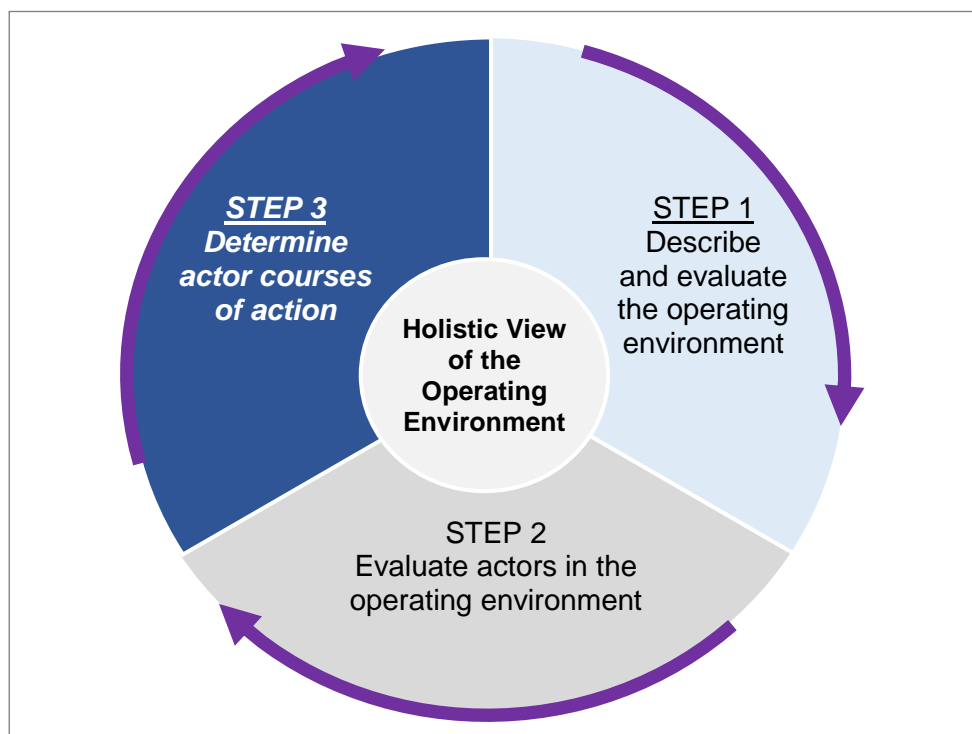 STEP 1
Describe
and evaluate
the operating
environment
STEP 2
Evaluate actors in the
operating environment
STEP 3
Determine
actor courses
of action
Holistic View
of the
Operating
Environment